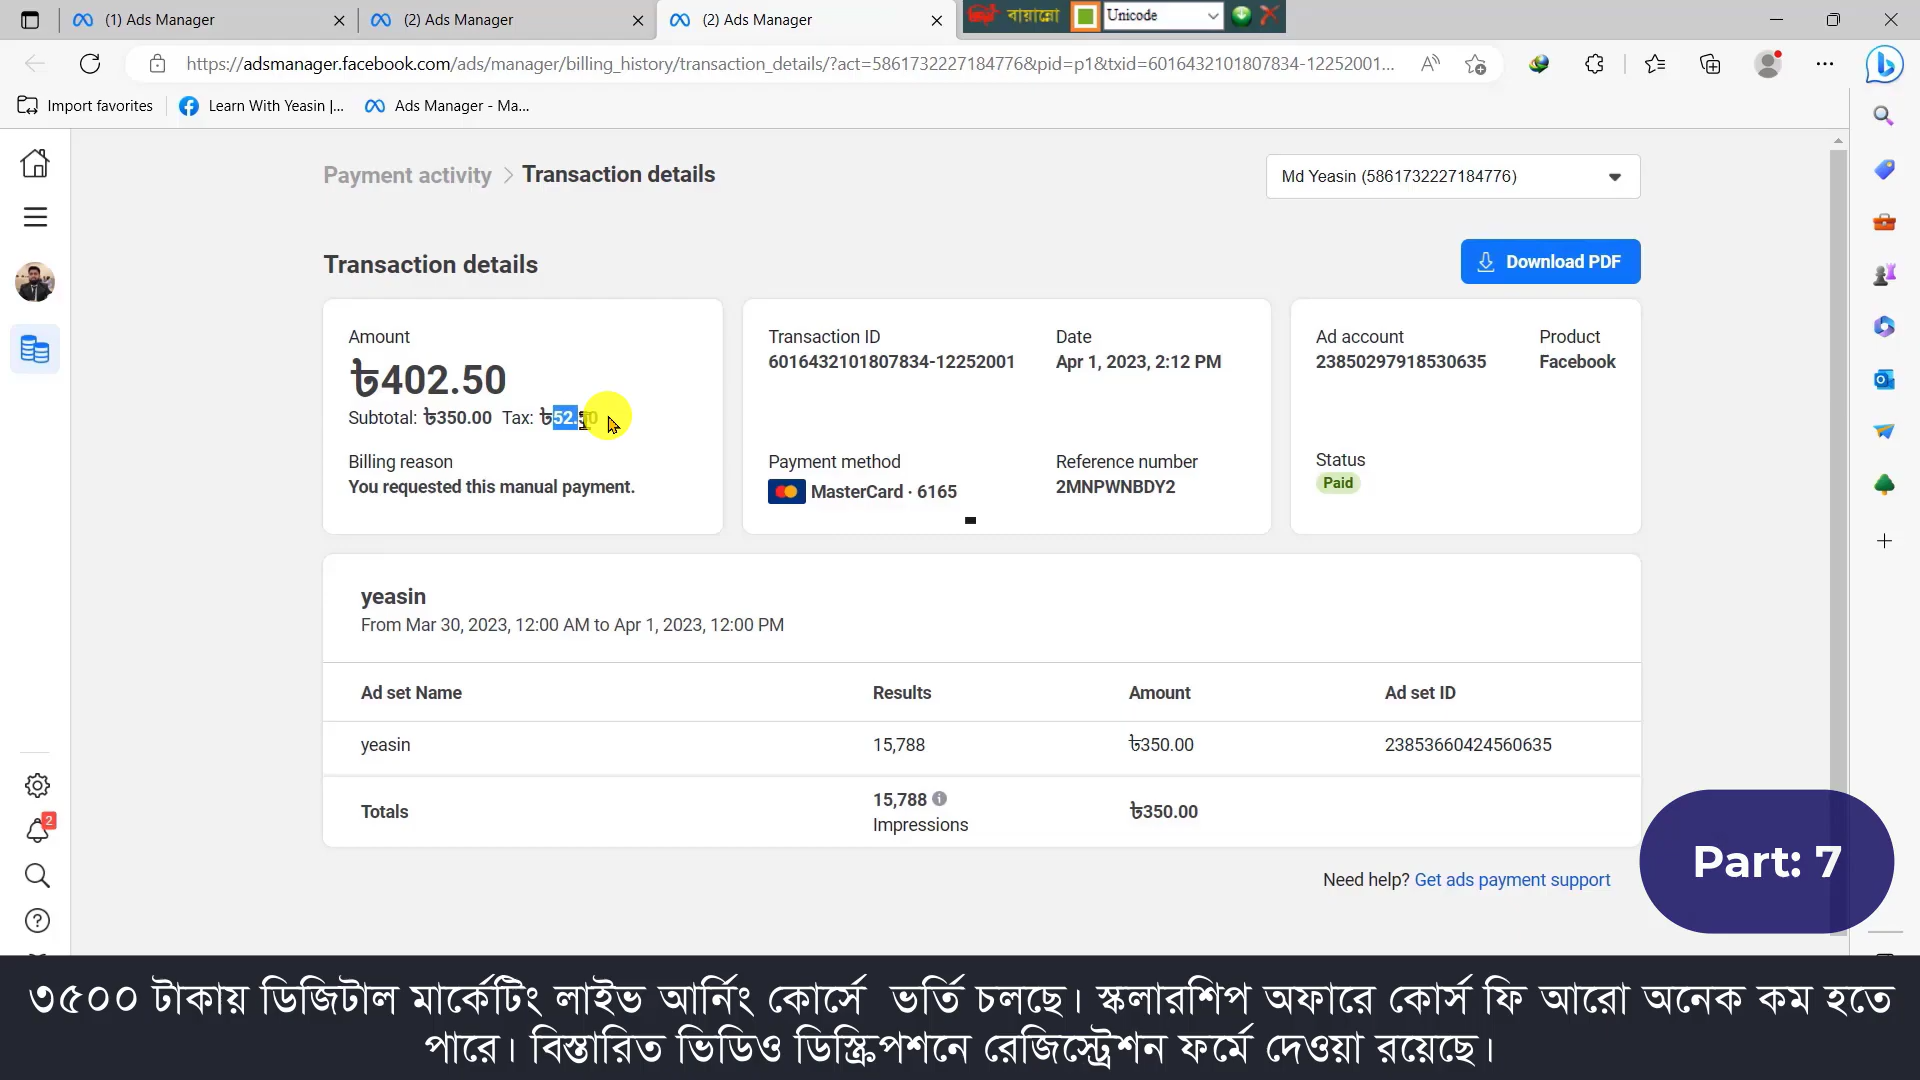 (1) Ads Manager
(2) Ads Manager
(2) Ads Manager
বায়ান্নো
Unicode
https://adsmanager.facebook.com/ads/manager/billing_history/transaction_details/?act=5861732227184776&pid=p1&txid=6016432101807834-12252001...
Import favorites
Learn With Yeasin |...
Ads Manager - Ma...
Payment activity > Transaction details
Md Yeasin (5861732227184776)
Transaction details
Download PDF
Amount
৳402.50
Subtotal: ৳350.00 Tax: ৳52.50
Billing reason
You requested this manual payment.
Transaction ID
6016432101807834-12252001
Date
Apr 1, 2023, 2:12 PM
Payment method
MasterCard · 6165
Reference number
2MNPWNBDY2
Ad account
23850297918530635
Product
Facebook
Status
Paid
yeasin
From Mar 30, 2023, 12:00 AM to Apr 1, 2023, 12:00 PM
Ad set Name Results Amount Ad set ID
yeasin 15,788 ৳350.00 23853660424560635
Totals 15,788 ৳350.00
Impressions
Need help? Get ads payment support
2
Part: 7
৩৫০০ টাকায় ডিজিটাল মার্কেটিং লাইভ আর্নিং কোর্সে ভর্তি চলছে। স্কলারশিপ অফারে কোর্স ফি আরো অনেক কম হতে
পারে। বিস্তারিত ভিডিও ডিস্ক্রিপশনে রেজিস্ট্রেশন ফর্মে দেওয়া রয়েছে।